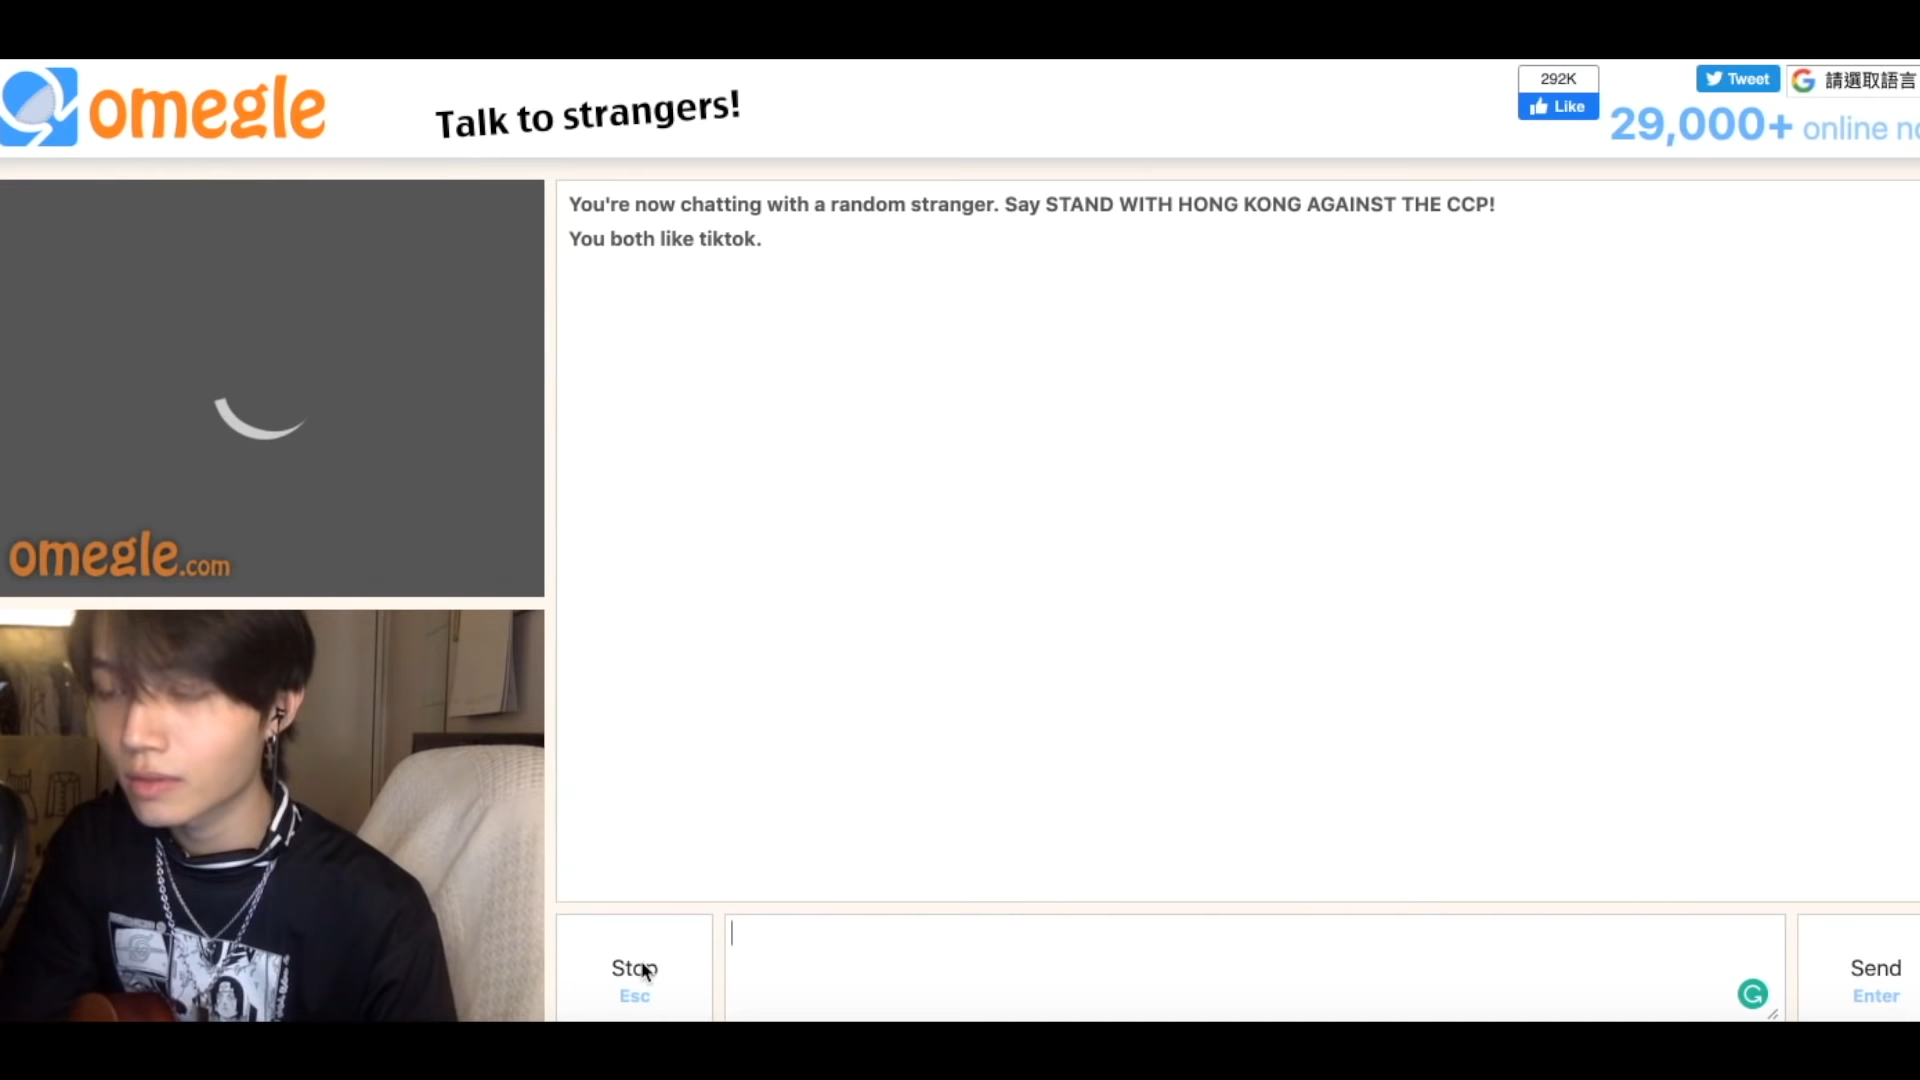 omegle
Talk to strangers!
292K
Like
Tweet
請選取語言
29,000+ online
You're now chatting with a random stranger. Say STAND WITH HONG KONG AGAINST THE CCP!
You both like tiktok.
omegle.com
Stop
Esc
Send
Enter